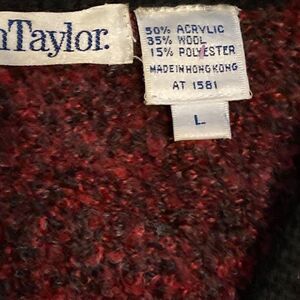 nTaylor.
50% ACRYLIC
35% WOOL
15% POLYESTER
MADE IN HONG KONG
AT 1581
L